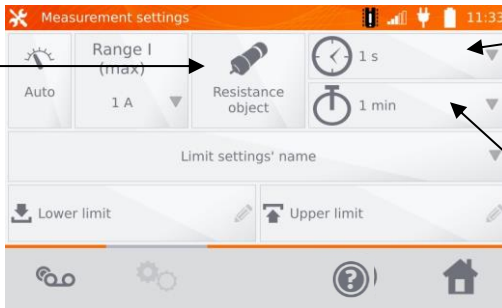 Measurement settings
11:33
Auto
Range I
(max)
1 A
Resistance
object
1 s
1 min
Limit settings' name
Lower limit
Upper limit